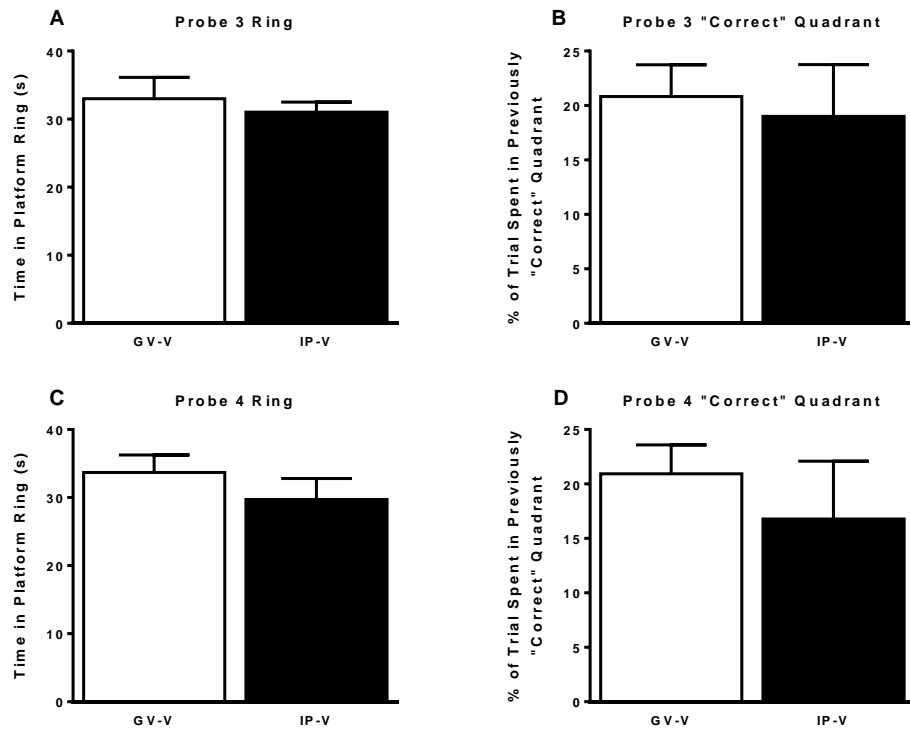 A
Probe 3 Ring
Time in Platform Ring (s)
40
30
20
10
0
GV-V
IP-V
B
Probe 3 "Correct" Quadrant
% of Trial Spent in Previously
"Correct" Quadrant
25
20
15
10
5
0
GV-V
IP-V
C
Probe 4 Ring
Time in Platform Ring (s)
40
30
20
10
0
GV-V
IP-V
D
Probe 4 "Correct" Quadrant
% of Trial Spent in Previously
"Correct" Quadrant
25
20
15
10
5
0
GV-V
IP-V